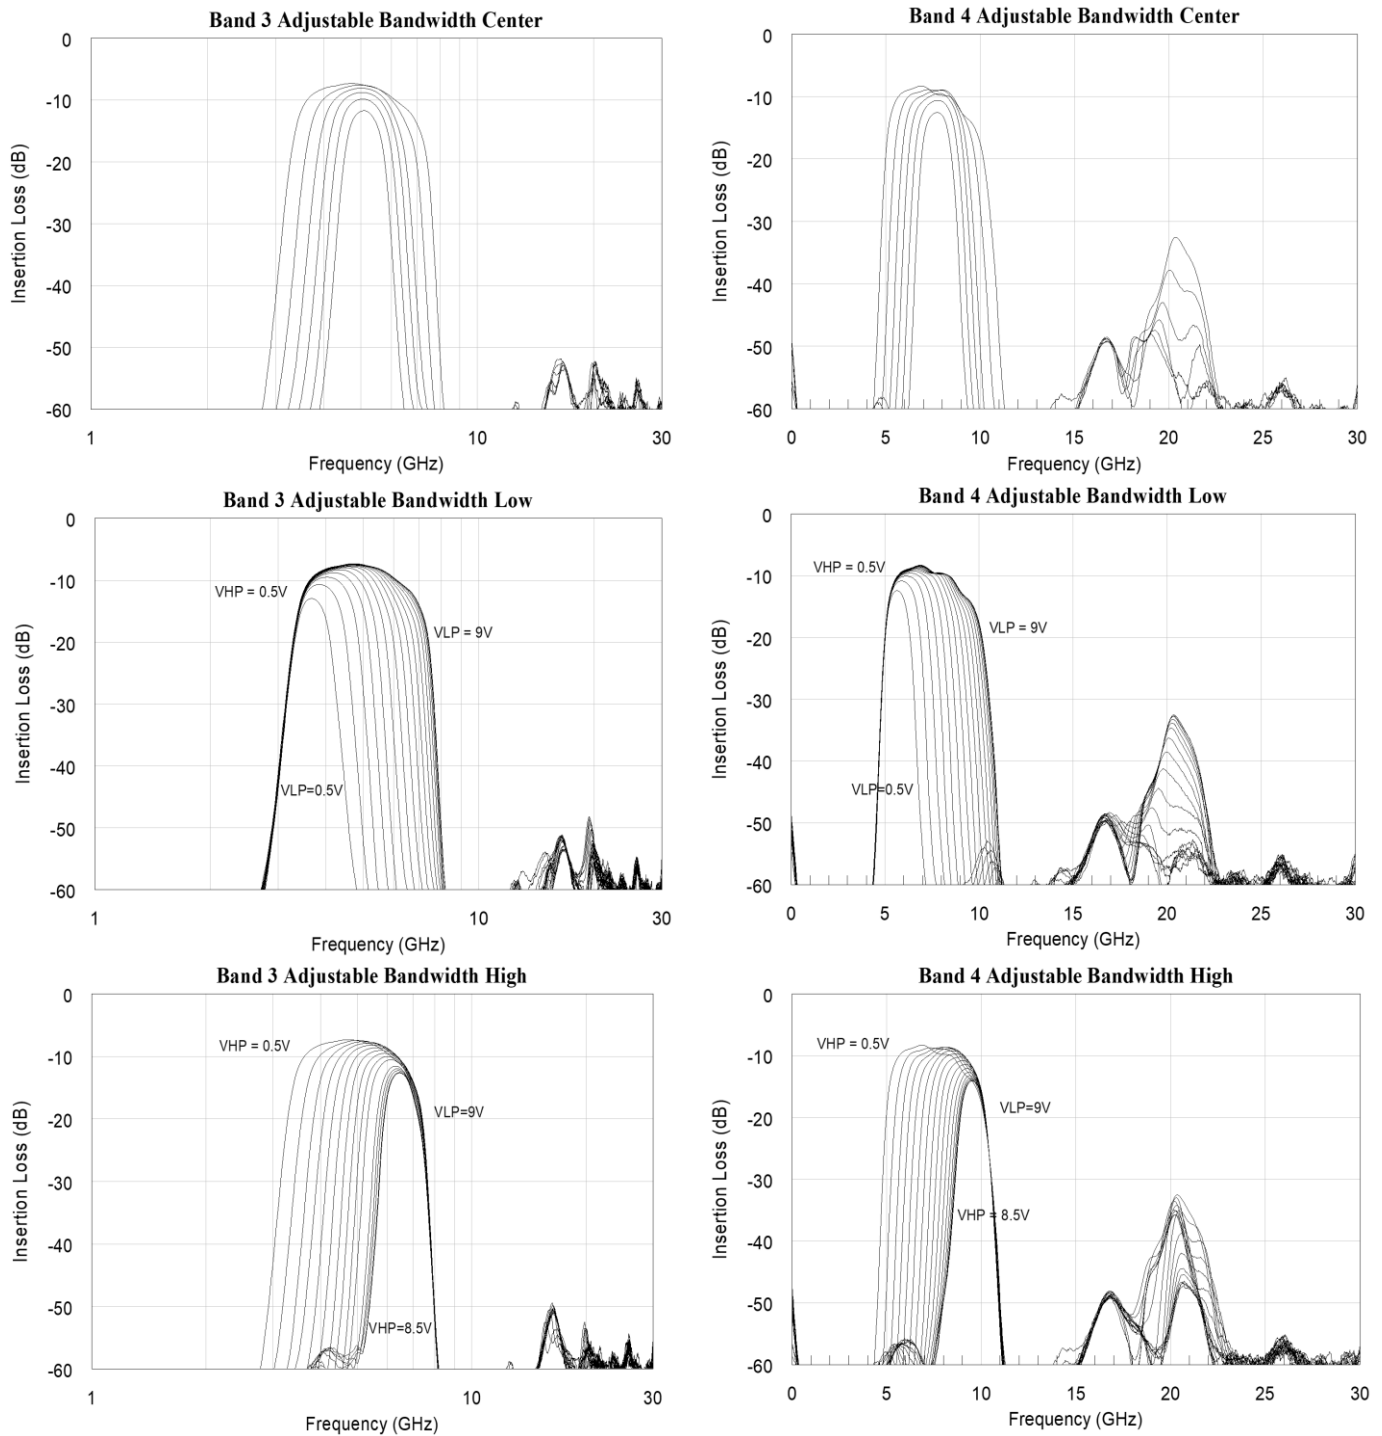 Band 3 Adjustable Bandwidth Center
0
-10
-20
-30
-40
-50
-60
Insertion Loss (dB)
1
10
30
Frequency (GHz)
Band 4 Adjustable Bandwidth Center
0
-10
-20
-30
-40
-50
-60
Insertion Loss (dB)
0
5
10
15
20
25
30
Frequency (GHz)
Band 3 Adjustable Bandwidth Low
0
-10
-20
-30
-40
-50
-60
Insertion Loss (dB)
VHP = 0.5V
VLP = 9V
VLP=0.5V
1
10
30
Frequency (GHz)
Band 4 Adjustable Bandwidth Low
0
-10
-20
-30
-40
-50
-60
Insertion Loss (dB)
VHP = 0.5V
VLP = 9V
VLP=0.5V
0
5
10
15
20
25
30
Frequency (GHz)
Band 3 Adjustable Bandwidth High
0
-10
-20
-30
-40
-50
-60
Insertion Loss (dB)
VHP = 0.5V
VLP=9V
VHP=8.5V
1
10
30
Frequency (GHz)
Band 4 Adjustable Bandwidth High
0
-10
-20
-30
-40
-50
-60
Insertion Loss (dB)
VHP = 0.5V
VLP=9V
VHP = 8.5V
0
5
10
15
20
25
30
Frequency (GHz)